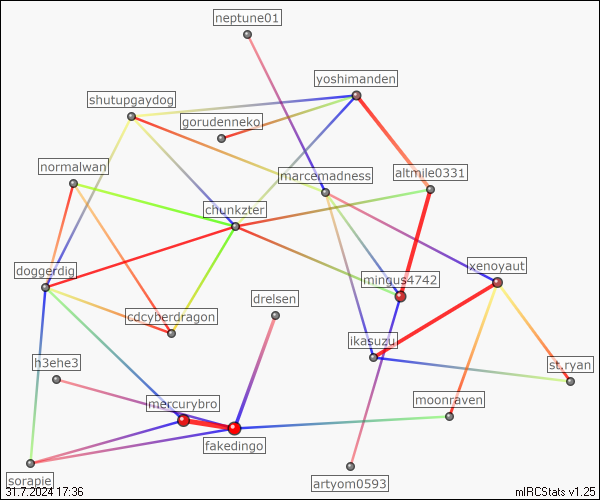 neptune01
yoshimanden
shutupgaydog
gorudenneko
normalwan
marcemadness
altmile0331
chunkzter
doggerdig
xenoyaut
mingus4742
drelsen
cdcyberdragon
ikasuzu
h3ehe3
st.ryan
moonraven
mercurybro
fakedingo
sorapie
artyom0593
31.7.2024 17:36
mIRCStats v1.25